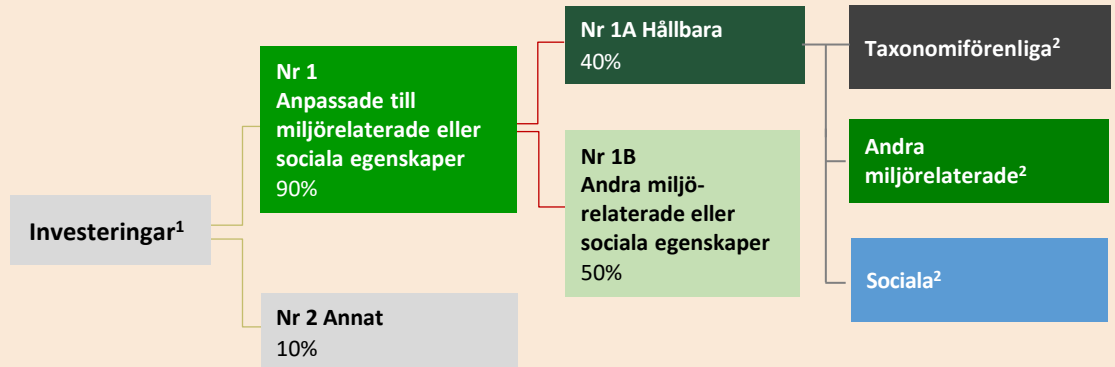 Investeringar¹
Nr 1
Anpassade till
miljörelaterade eller
sociala egenskaper
90%
Nr 2 Annat
10%
Nr 1A Hållbara
40%
Nr 1B
Andra miljö-
relaterade eller
sociala egenskaper
50%
Taxonomiförenliga²
Andra
miljörelaterade²
Sociala²